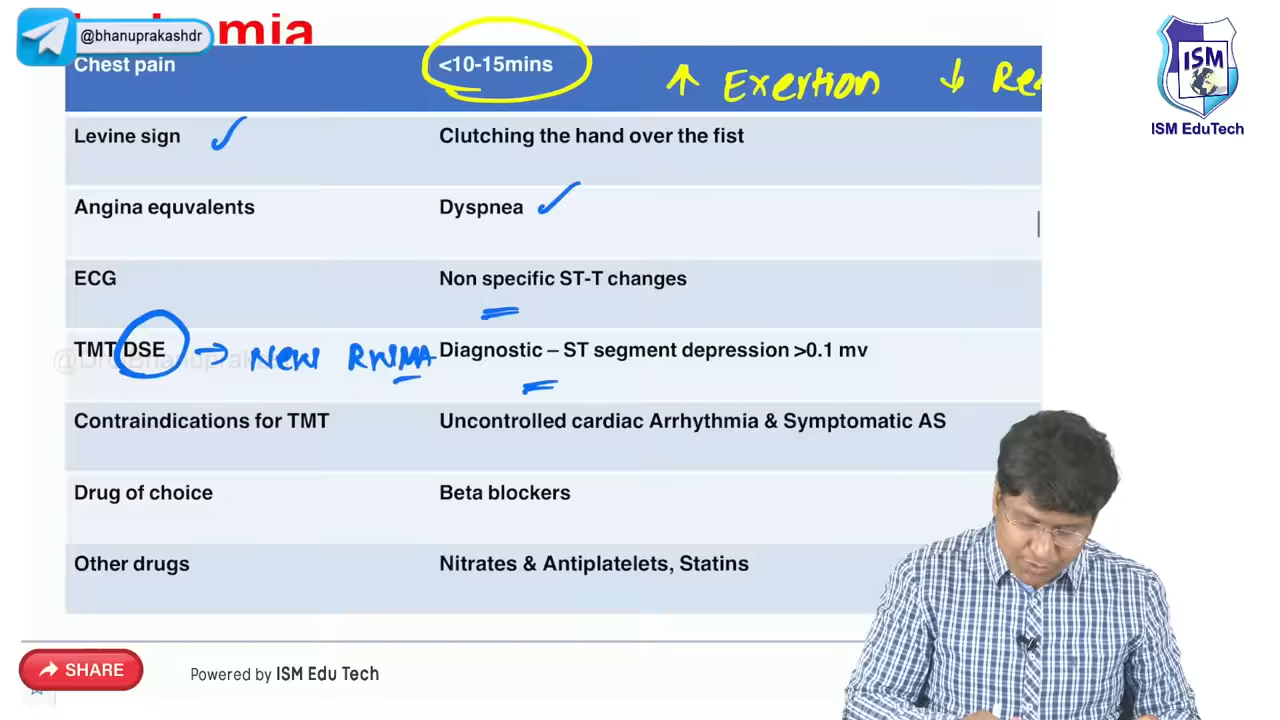 @bhanuprakashdr
Chest pain <10-15mins ↑ Exertion ↓
Levine sign ✓ Clutching the hand over the fist
Angina equvalents Dyspnea ✓
ECG Non specific ST-T changes
TMT DSE → New RWMA Diagnostic – ST segment depression >0.1 mv
Contraindications for TMT Uncontrolled cardiac Arrhythmia & Symptomatic AS
Drug of choice Beta blockers
Other drugs Nitrates & Antiplatelets, Statins
SHARE
Powered by ISM Edu Tech
ISM
ISM EduTech